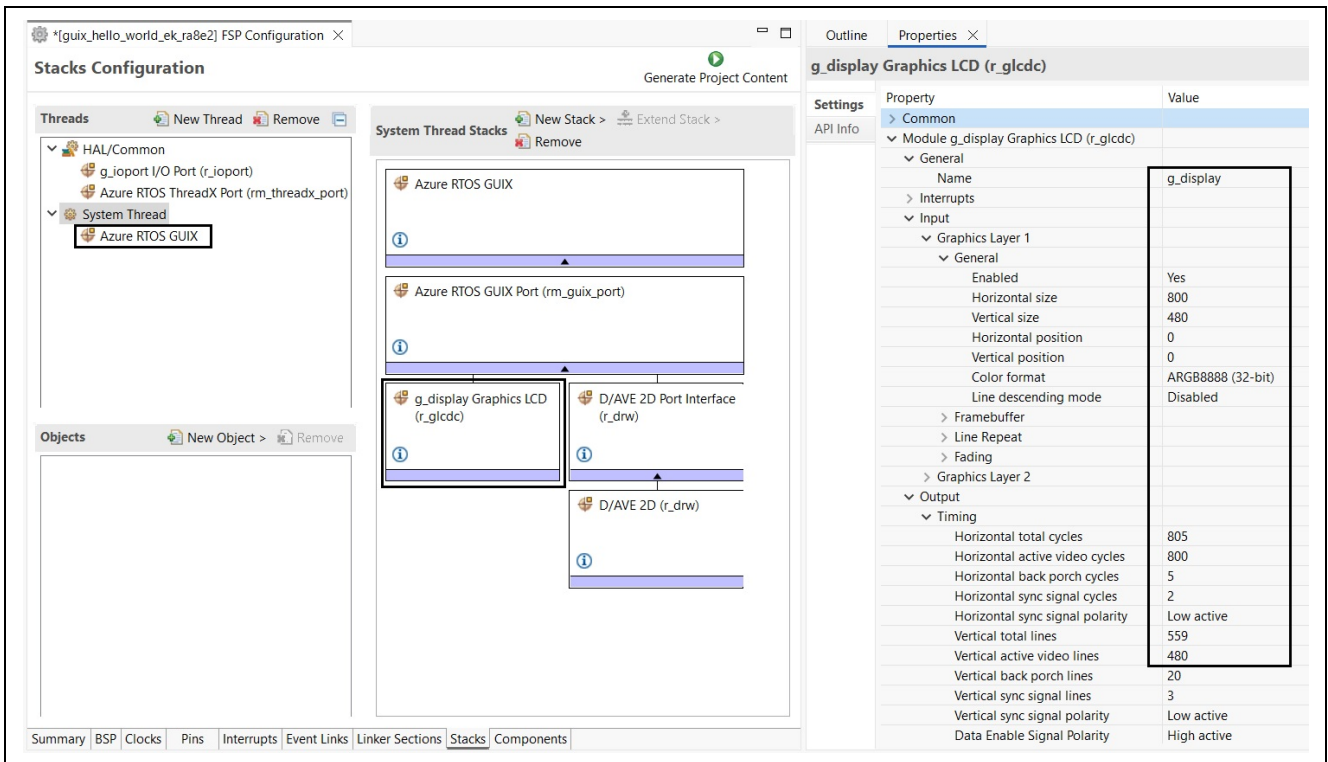 *[guix_hello_world_ek_ra8e2] FSP Configuration
Stacks Configuration
Generate Project Content
Threads
New Thread
Remove
HAL/Common
g_ioport I/O Port (r_ioport)
Azure RTOS ThreadX Port (rm_threadx_port)
System Thread
Azure RTOS GUIX
Objects
New Object >
Remove
System Thread Stacks
New Stack >
Extend Stack >
Remove
Azure RTOS GUIX
Azure RTOS GUIX Port (rm_guix_port)
g_display Graphics LCD
(r_glcdc)
D/AVE 2D Port Interface
(r_drw)
D/AVE 2D (r_drw)
Summary BSP Clocks Pins Interrupts Event Links Linker Sections Stacks Components
Outline Properties
g_display Graphics LCD (r_glcdc)
Settings
API Info
Property Value
Common
Module g_display Graphics LCD (r_glcdc)
General
Name g_display
Interrupts
Input
Graphics Layer 1
General
Enabled Yes
Horizontal size 800
Vertical size 480
Horizontal position 0
Vertical position 0
Color format ARGB8888 (32-bit)
Line descending mode Disabled
Framebuffer
Line Repeat
Fading
Graphics Layer 2
Output
Timing
Horizontal total cycles 805
Horizontal active video cycles 800
Horizontal back porch cycles 5
Horizontal sync signal cycles 2
Horizontal sync signal polarity Low active
Vertical total lines 559
Vertical active video lines 480
Vertical back porch lines 20
Vertical sync signal lines 3
Vertical sync signal polarity Low active
Data Enable Signal Polarity High active